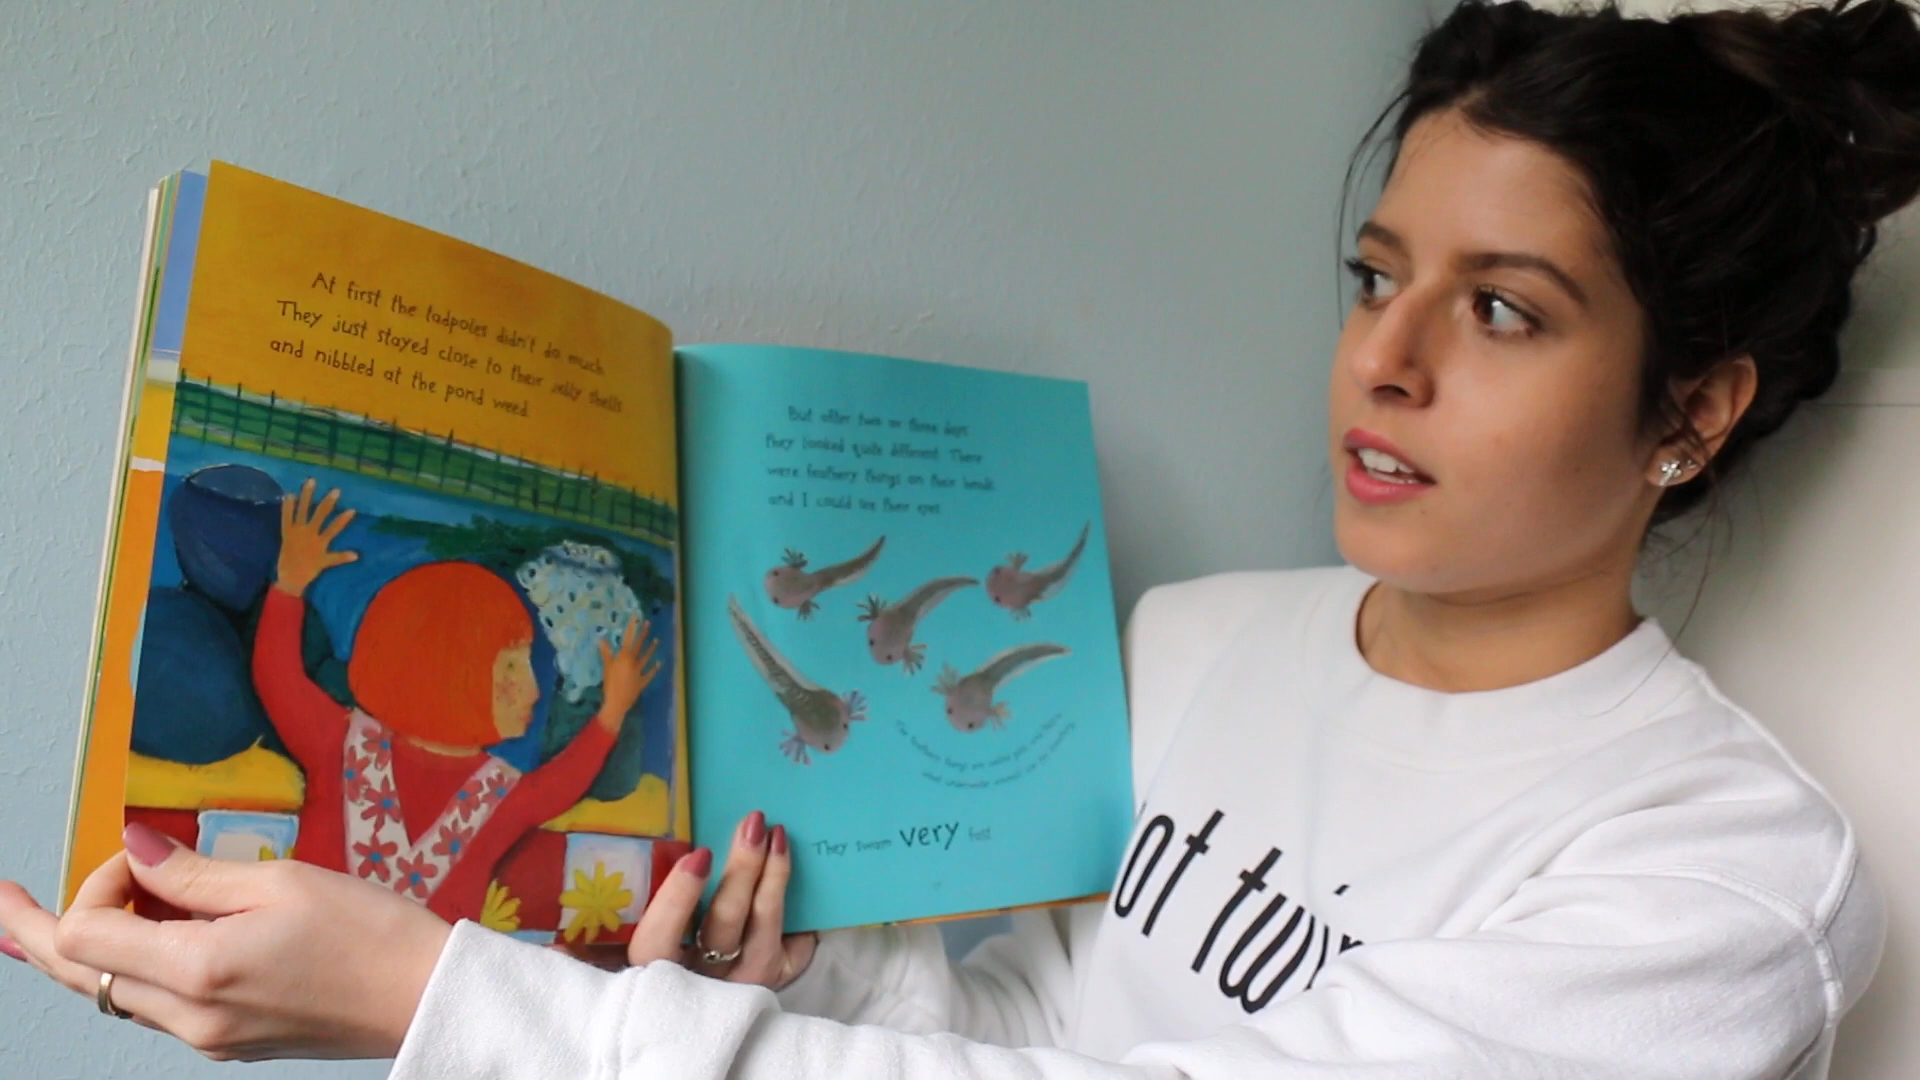 At first the tadpoles didn't do much.
They just stayed close to their jelly shells
and nibbled at the pond weed.
But after two or three days
they looked quite different. There
were feathery things on their heads
and I could see their eyes.
They swam very fast
ot twi